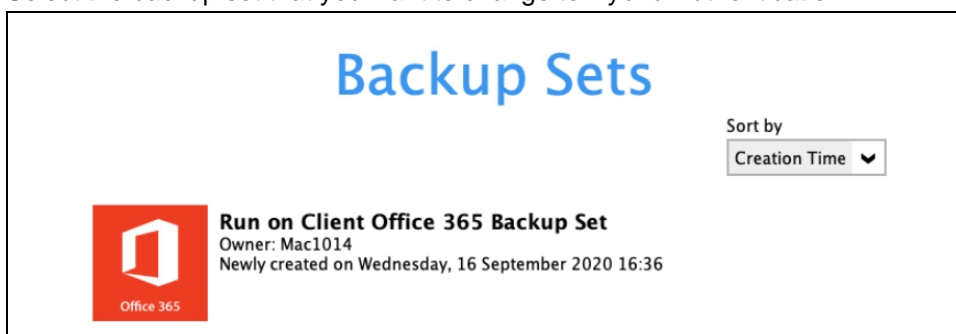 Backup Sets
Sort by
Creation Time
Run on Client Office 365 Backup Set
Owner: Mac1014
Newly created on Wednesday, 16 September 2020 16:36
Office 365